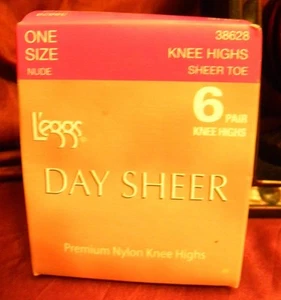 ONE
SIZE
NUDE
38628
KNEE HIGHS
SHEER TOE
L'eggs®
6 PAIR
KNEE HIGHS
DAY SHEER
Premium Nylon Knee Highs